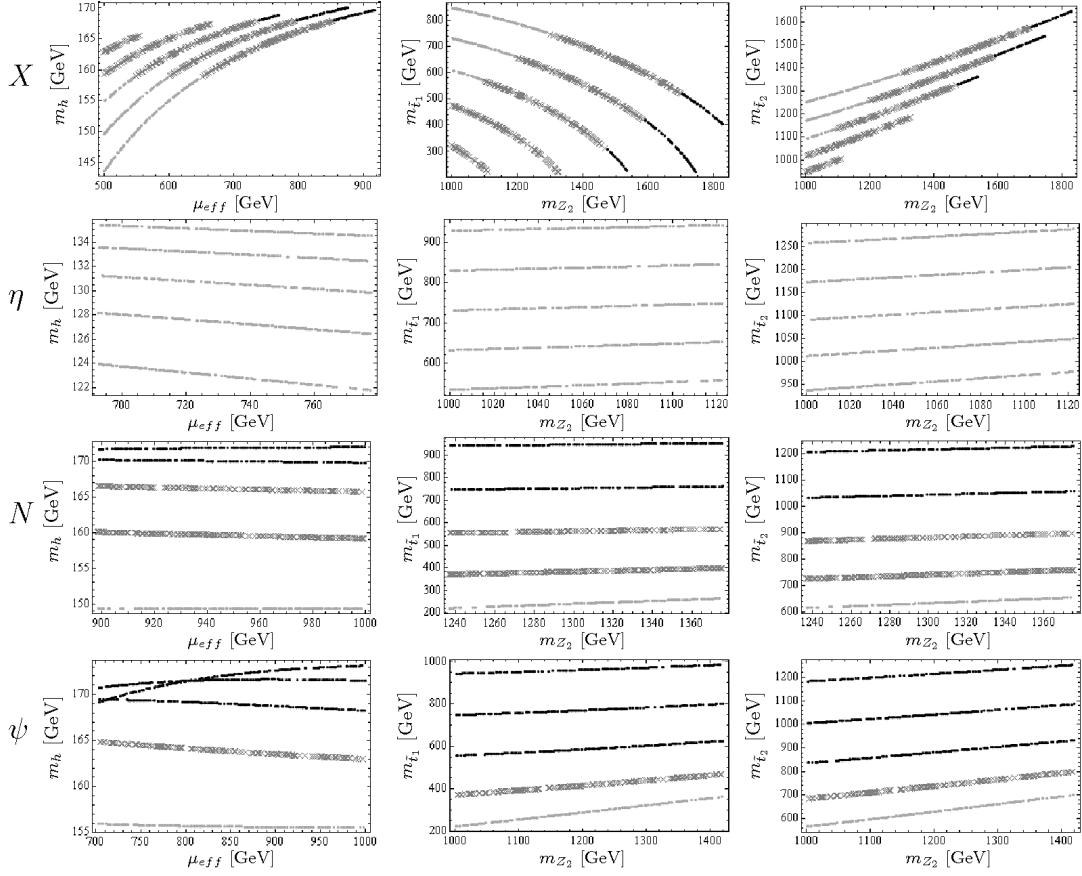 X
m_h [GeV]
170
165
160
155
150
145
500 600 700 800 900
μ_eff [GeV]
m_t̃₁ [GeV]
800
700
600
500
400
300
1000 1200 1400 1600 1800
m_Z₂ [GeV]
m_t̃₂ [GeV]
1600
1500
1400
1300
1200
1100
1000
1000 1200 1400 1600 1800
m_Z₂ [GeV]
η
m_h [GeV]
134
132
130
128
126
124
122
700 720 740 760
μ_eff [GeV]
m_t̃₁ [GeV]
900
800
700
600
1000 1020 1040 1060 1080 1100 1120
m_Z₂ [GeV]
m_t̃₂ [GeV]
1250
1200
1150
1100
1050
1000
950
1000 1020 1040 1060 1080 1100 1120
m_Z₂ [GeV]
N
m_h [GeV]
170
165
160
155
150
900 920 940 960 980 1000
μ_eff [GeV]
m_t̃₁ [GeV]
900
800
700
600
500
400
300
200
1240 1260 1280 1300 1320 1340 1360
m_Z₂ [GeV]
m_t̃₂ [GeV]
1200
1100
1000
900
800
700
600
1240 1260 1280 1300 1320 1340 1360
m_Z₂ [GeV]
ψ
m_h [GeV]
170
165
160
155
700 750 800 850 900 950 1000
μ_eff [GeV]
m_t̃₁ [GeV]
1000
800
600
400
200
1000 1100 1200 1300 1400
m_Z₂ [GeV]
m_t̃₂ [GeV]
1200
1100
1000
900
800
700
600
1000 1100 1200 1300 1400
m_Z₂ [GeV]